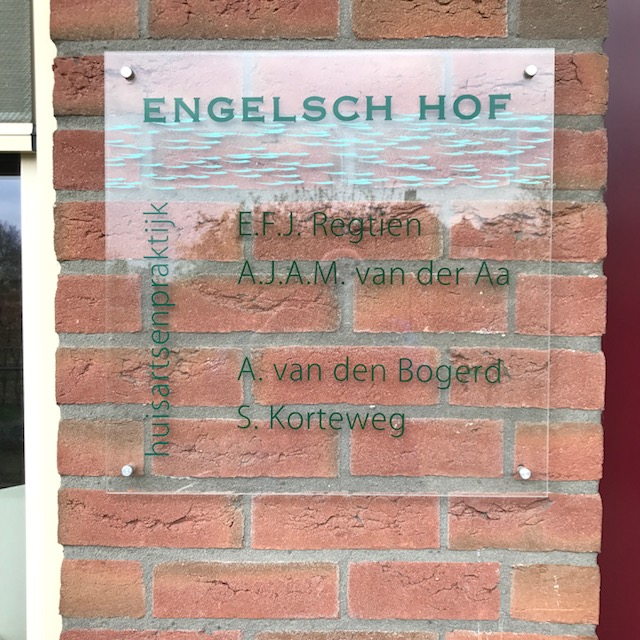 ENGELSCH HOF
huisartsenpraktijk
E.F.J. Regtien
A.J.A.M. van der Aa
A. van den Bogerd
S. Korteweg